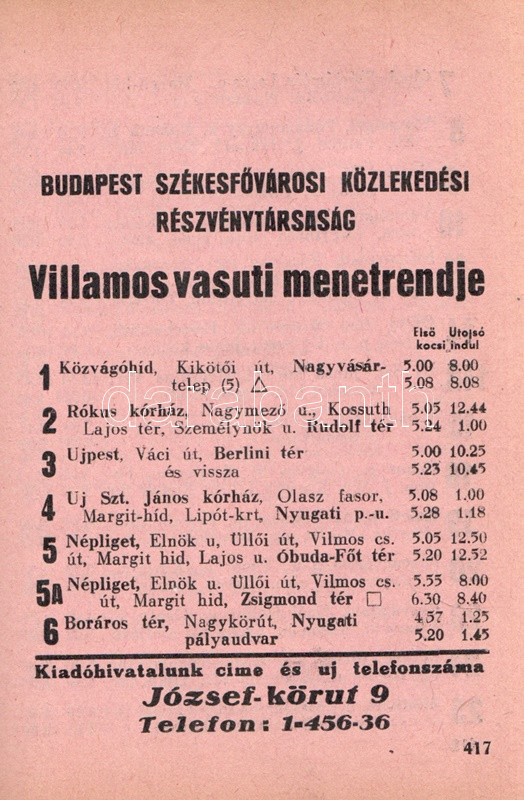 BUDAPEST SZÉKESFŐVÁROSI KÖZLEKEDÉSI
RÉSZVÉNYTÁRSASÁG
Villamosvasuti menetrendje
Első Utolsó
kocsi indul
1 Közvágóhíd, Kikötői út, Nagyvásár- 5.00 8.00
telep (5) △ 5.08 8.08
2 Rókus kórház, Nagymező u., Kossuth 5.05 12.44
Lajos tér, Személynök u. Rudolf tér 5.24 1.00
3 Ujpest, Váci út, Berlini tér 5.00 10.25
és vissza 5.23 10.45
4 Uj Szt. János kórház, Olasz fasor, 5.08 1.00
Margit-híd, Lipót-krt, Nyugati p.-u. 5.28 1.18
5 Népliget, Elnök u, Üllői út, Vilmos cs. 5.05 12.50
út, Margit hid, Lajos u. Óbuda-Főt tér 5.20 12.52
5A Népliget, Elnök u. Üllői út, Vilmos cs. 5.55 8.00
út, Margit hid, Zsigmond tér □ 6.30 8.40
6 Boráros tér, Nagykörút, Nyugati 4.57 1.25
pályaudvar 5.20 1.45
Kiadóhivatalunk cime és uj telefonszáma
József-körut 9
Telefon: 1-456-36
417
darabanth